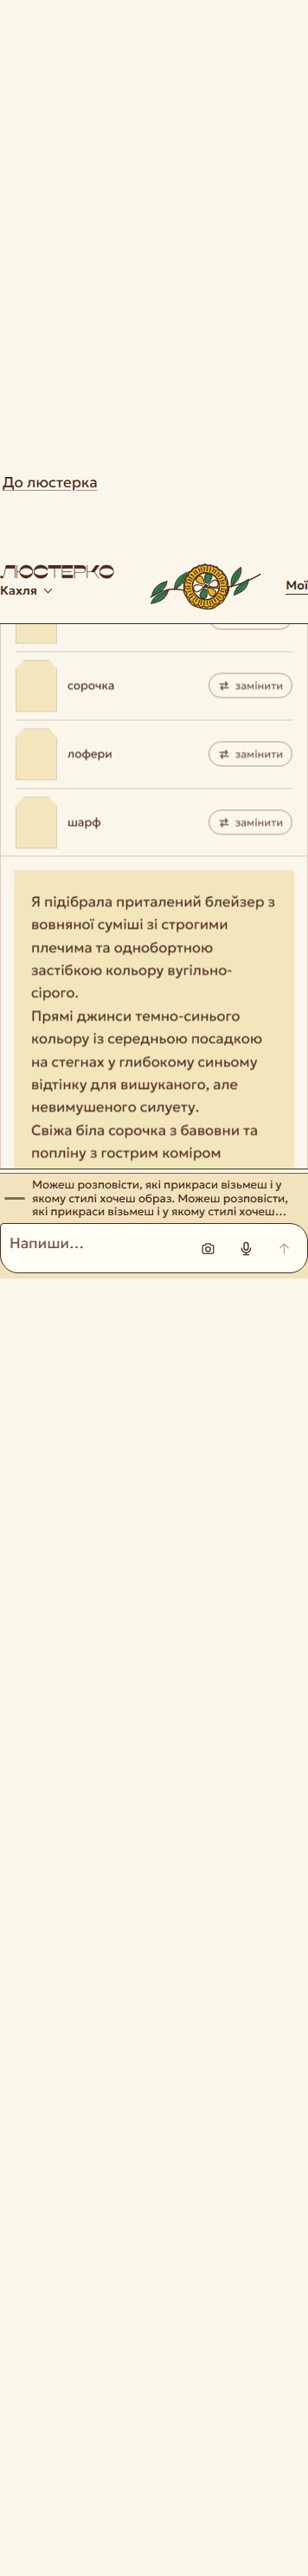 До люстерка
ЛЮСТЕРКО
Кахля
Мої
сорочка
замінити
лофери
замінити
шарф
замінити
Я підібрала приталений блейзер з
вовняної суміші зі строгими
плечима та однобортною
застібкою кольору вугільно-
сірого.
Прямі джинси темно-синього
кольору із середньою посадкою
на стегнах у глибокому синьому
відтінку для вишуканого, але
невимушеного силуету.
Свіжа біла сорочка з бавовни та
попліну з гострим коміром
Можеш розповісти, які прикраси візьмеш і у
якому стилі хочеш образ. Можеш розповісти,
які прикраси візьмеш і у якому стилі хочеш...
Напиши...